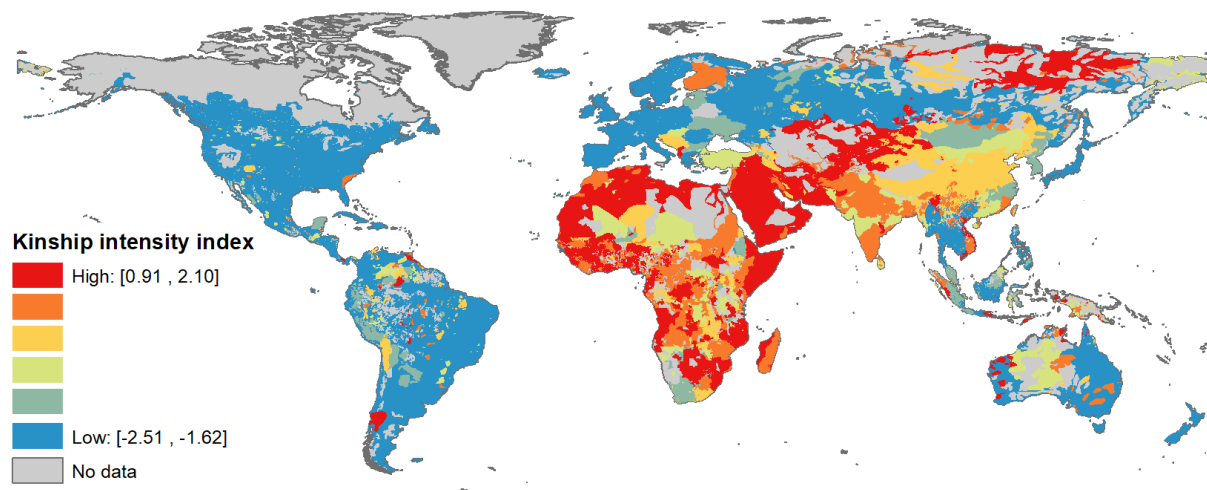 Kinship intensity index
High: [0.91 , 2.10]
Low: [-2.51 , -1.62]
No data